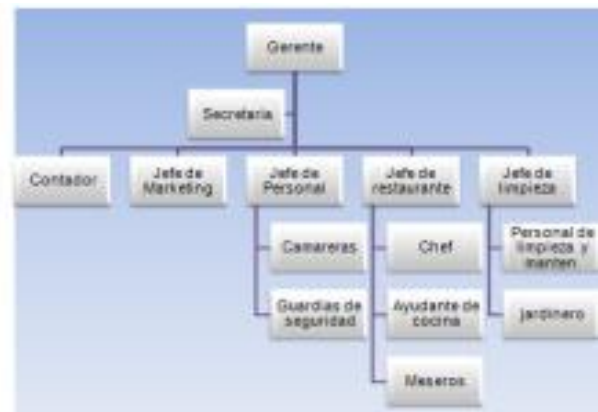 Gerente
Secretaria
Contador
Jefe de
Marketing
Jefe de
Personal
Jefe de
restaurante
Jefe de
limpieza
Camareras
Guardias de
seguridad
Chef
Ayudante de
cocina
Meseros
Personal de
limpieza y
manten
jardinero